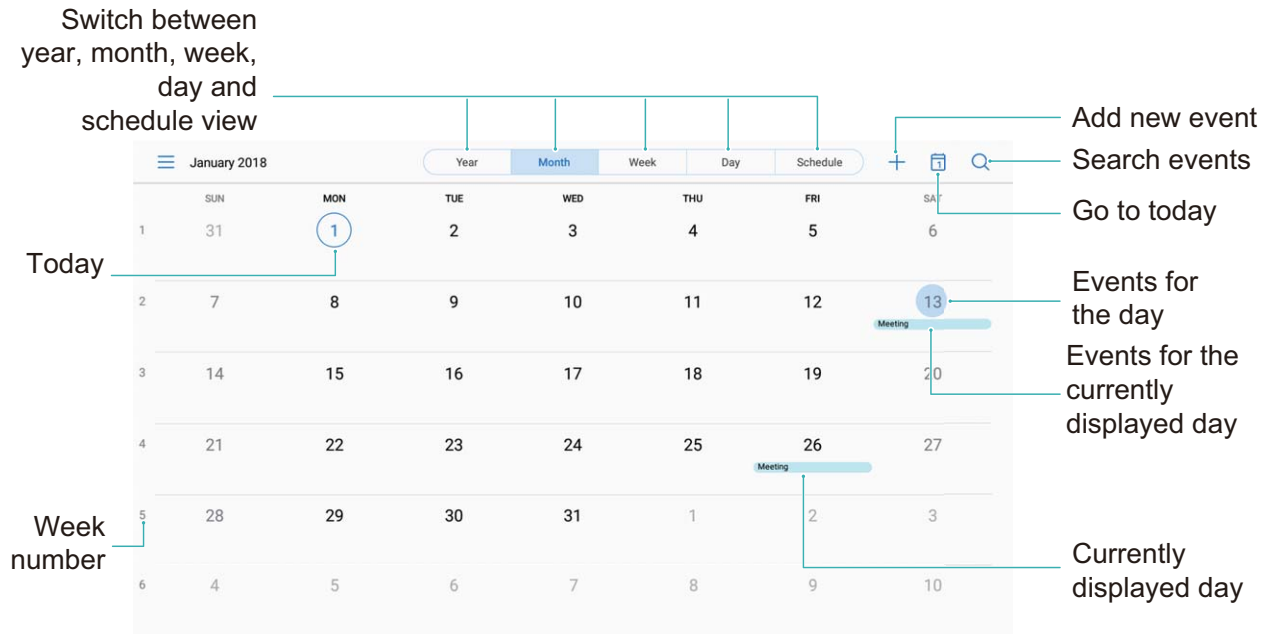 Switch between
year, month, week,
day and
schedule view
Add new event
January 2018 Year Month Week Day Schedule 1
Search events
SUN MON TUE WED THU FRI SAT
Go to today
1 31 1 2 3 4 5 6
Today
Events for
the day
2 7 8 9 10 11 12 13
Meeting
Events for the
currently
displayed day
3 14 15 16 17 18 19 20
4 21 22 23 24 25 26 27
Meeting
Week
number
5 28 29 30 31 1 2 3
Currently
displayed day
6 4 5 6 7 8 9 10